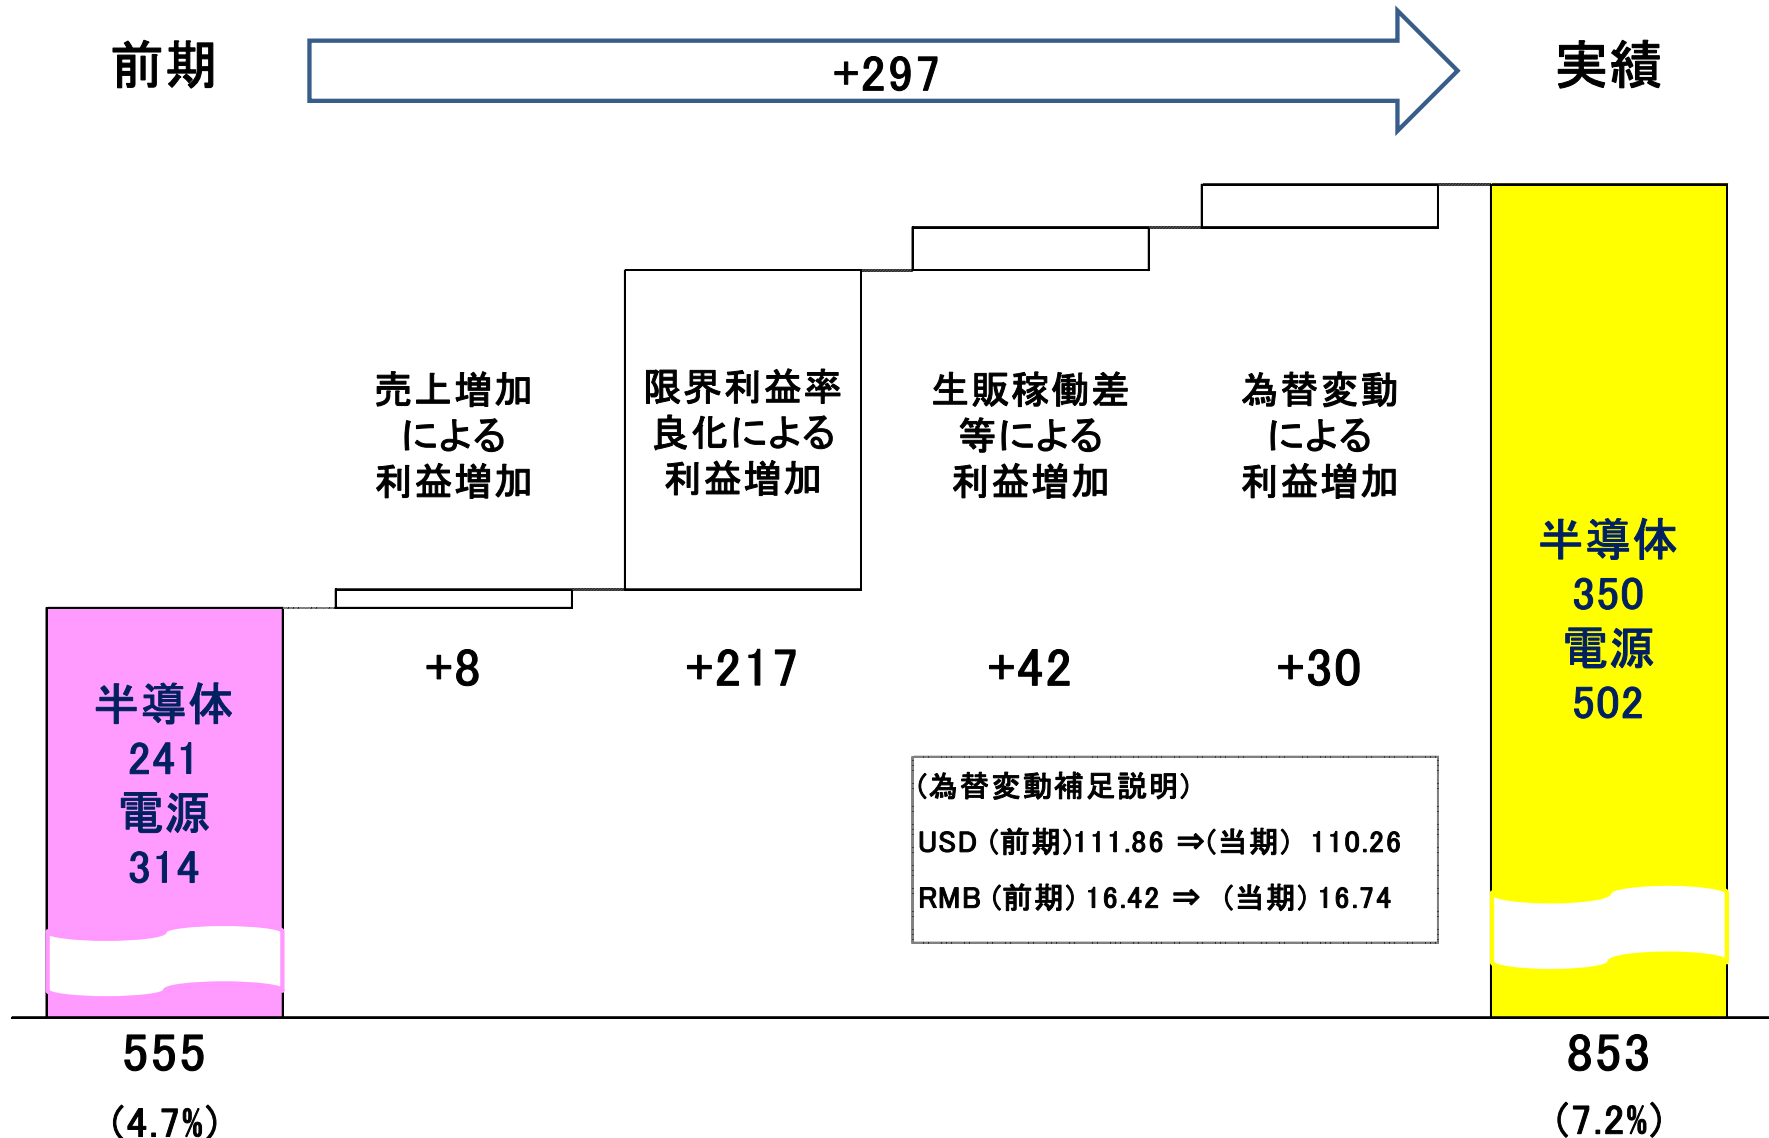 前期
+297
実績
売上増加
による
利益増加
限界利益率
良化による
利益増加
生販稼働差
等による
利益増加
為替変動
による
利益増加
+8
+217
+42
+30
半導体
241
電源
314
半導体
350
電源
502
(為替変動補足説明)
USD (前期)111.86 ⇒(当期) 110.26
RMB (前期) 16.42 ⇒ (当期) 16.74
555
(4.7%)
853
(7.2%)